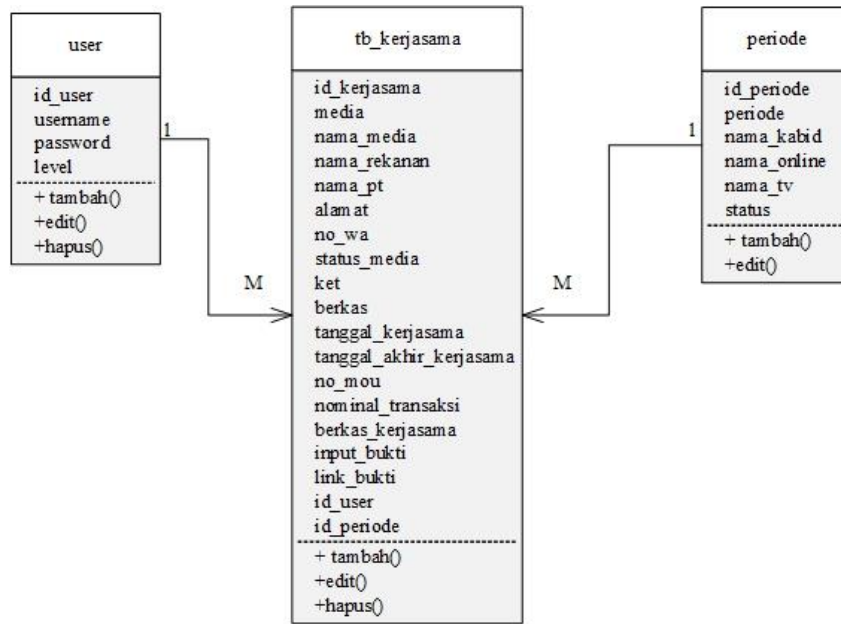 user
id_user
username
password
level
+ tambah()
+edit()
+hapus()
1
M
tb_kerjasama
id_kerjasama
media
nama_media
nama_rekanan
nama_pt
alamat
no_wa
status_media
ket
berkas
tanggal_kerjasama
tanggal_akhir_kerjasama
no_mou
nominal_transaksi
berkas_kerjasama
input_bukti
link_bukti
id_user
id_periode
+ tambah()
+edit()
+hapus()
M
1
periode
id_periode
periode
nama_kabid
nama_online
nama_tv
status
+ tambah()
+edit()